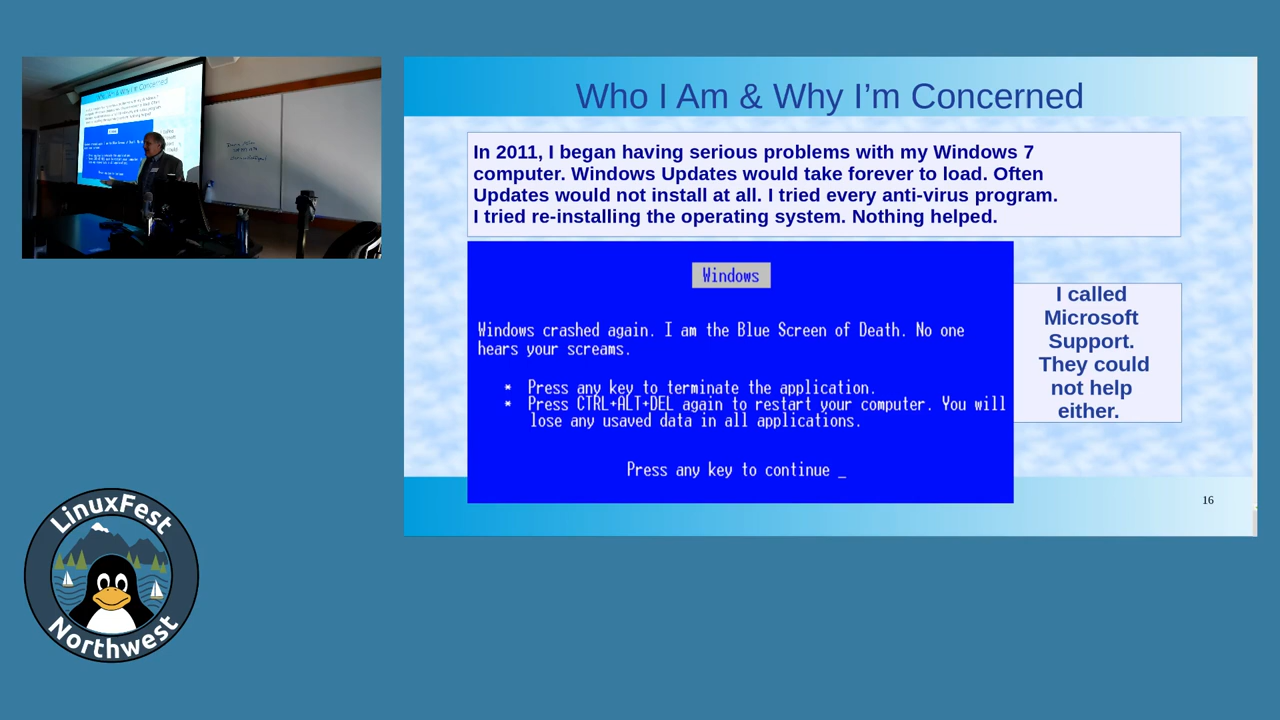 Who I Am & Why I'm Concerned
In 2011, I began having serious problems with my Windows 7
computer. Windows Updates would take forever to load. Often
Updates would not install at all. I tried every anti-virus program.
I tried re-installing the operating system. Nothing helped.
Windows
Windows crashed again. I am the Blue Screen of Death. No one
hears your screams.
* Press any key to terminate the application.
* Press CTRL+ALT+DEL again to restart your computer. You will
lose any usaved data in all applications.
Press any key to continue _
I called
Microsoft
Support.
They could
not help
either.
16
LinuxFest
Northwest